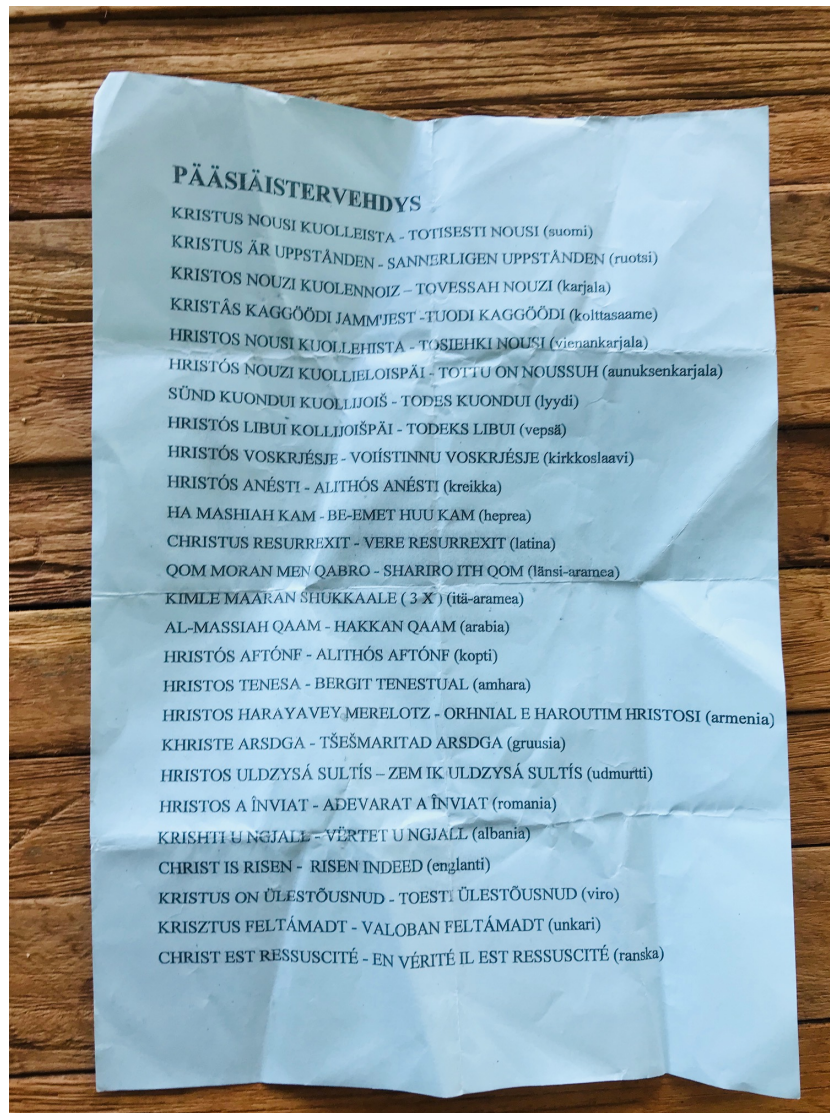 PÄÄSIÄISTERVEHDYS
KRISTUS NOUSI KUOLLEISTA - TOTISESTI NOUSI (suomi)
KRISTUS ÄR UPPSTÅNDEN - SANNERLIGEN UPPSTÅNDEN (ruotsi)
KRISTOS NOUZI KUOLENNOIZ – TOVESSAH NOUZI (karjala)
KRISTÂS KAGGÖÖDI JAMM'JEST -TUODI KAGGÖÖDI (kolttasaame)
HRISTOS NOUSI KUOLLEHISTA - TOSIEHKI NOUSI (vienankarjala)
HRISTÓS NOUZI KUOLLIELOISPÄI - TOTTU ON NOUSSUH (aunuksenkarjala)
SÜND KUONDUI KUOLLIJOIŠ - TODES KUONDUI (lyydi)
HRISTÓS LIBUI KOLLIJOIŠPÄI - TODEKS LIBUI (vepsä)
HRISTÓS VOSKRJÉSJE - VOIÍSTINNU VOSKRJÉSJE (kirkkoslaavi)
HRISTÓS ANÉSTI - ALITHÓS ANÉSTI (kreikka)
HA MASHIAH KAM - BE-EMET HUU KAM (heprea)
CHRISTUS RESURREXIT - VERE RESURREXIT (latina)
QOM MORAN MEN QABRO - SHARIRO ITH QOM (länsi-aramea)
KIMLE MAARAN SHUKKAALE ( 3 X ) (itä-aramea)
AL-MASSIAH QAAM - HAKKAN QAAM (arabia)
HRISTÓS AFTÓNF - ALITHÓS AFTÓNF (kopti)
HRISTOS TENESA - BERGIT TENESTUAL (amhara)
HRISTOS HARAYAVEY MERELOTZ - ORHNIAL E HAROUTIM HRISTOSI (armenia)
KHRISTE ARSDGA - TŠEŠMARITAD ARSDGA (gruusia)
HRISTOS ULDZYSÁ SULTÍS – ZEM IK ULDZYSÁ SULTÍS (udmurtti)
HRISTOS A ÎNVIAT - ADEVARAT A ÎNVIAT (romania)
KRISHTI U NGJALL – VËRTET U NGJALL (albania)
CHRIST IS RISEN - RISEN INDEED (englanti)
KRISTUS ON ÜLESTÕUSNUD - TOESTI ÜLESTÕUSNUD (viro)
KRISZTUS FELTÁMADT - VALOBAN FELTÁMADT (unkari)
CHRIST EST RESSUSCITÉ - EN VÉRITÉ IL EST RESSUSCITÉ (ranska)